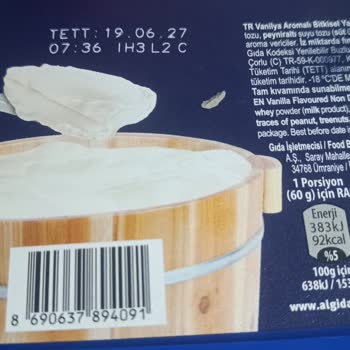 TETT: 19.06.27
07:36 IH3 L2 C
TR Vanilya Aromalı Bitkisel Ya
tozu, peyniraltı suyu tozu (süt ü
aroma vericiler. İz miktarda fın
Gıda Kodeksi Yenilebilir Buzlu
Çorlu (C) TR-59-K-000977, K
Tüketim Tarihi (TETT) alanın
tüketim tarihidir. -18 °C'DE M
Tam kıvamında sunabilme
EN Vanilla Flavoured Non D
whey powder (milk product),
traces of peanut, treenuts.
package. Best before date i
Gıda İşletmecisi / Food B
A.Ş., Saray Mahalle
34768 Ümraniye /
1 Porsiyon
(60 g) için RA
Enerji
383kJ
92kcal
%5
100g için
638kJ / 153
www.algida
8 690637 894091